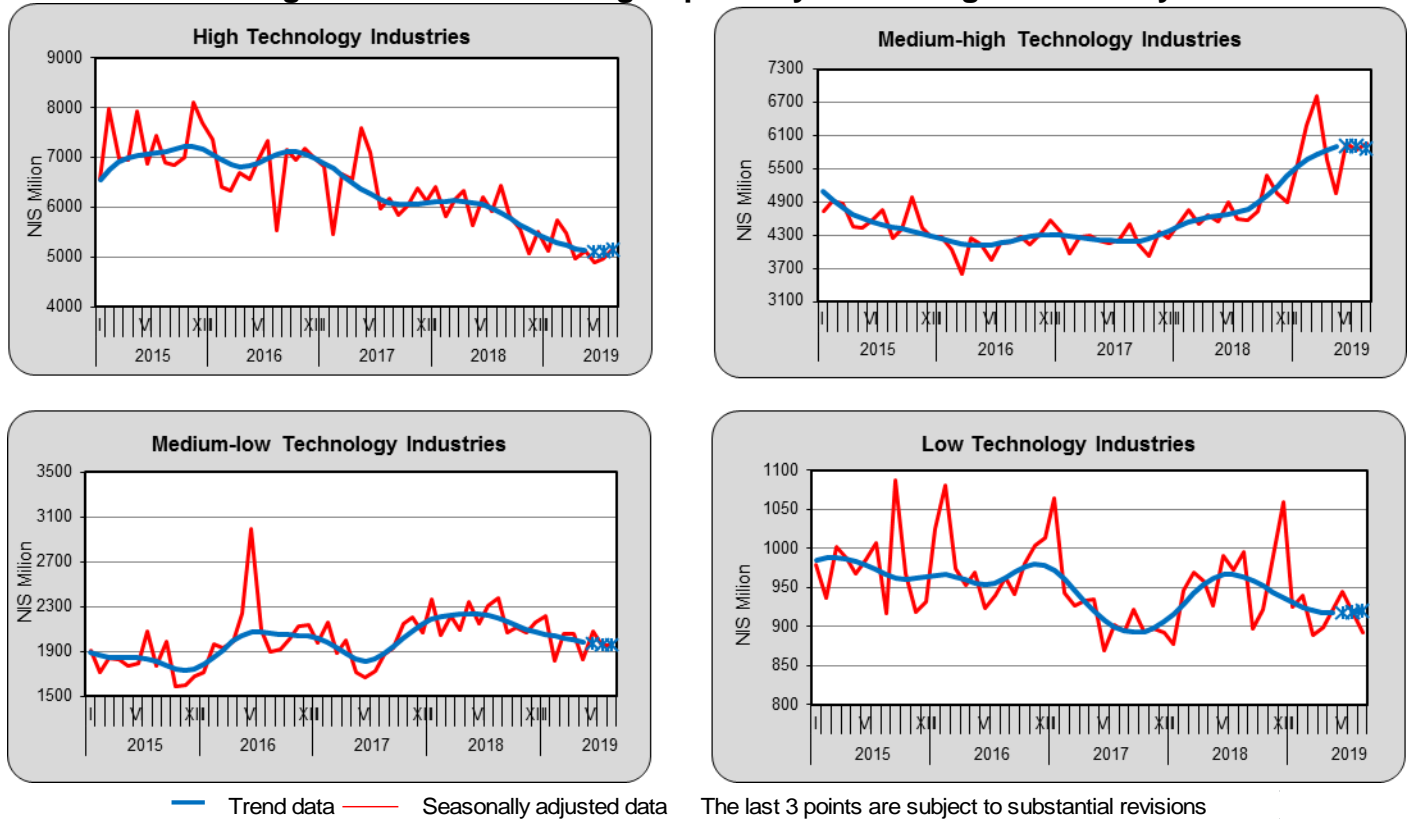 High Technology Industries
9000
8000
7000
6000
5000
4000
NIS Milion
I VI XII VI XII VI XII VI XII VI
2015 2016 2017 2018 2019
Medium-high Technology Industries
7300
6700
6100
5500
4900
4300
3700
3100
NIS Milion
I VI XII VI XII VI XII VI XII VI
2015 2016 2017 2018 2019
Medium-low Technology Industries
3500
3100
2700
2300
1900
1500
NIS Milion
I VI XII VI XII VI XII VI XII VI
2015 2016 2017 2018 2019
Low Technology Industries
1100
1050
1000
950
900
850
800
NIS Milion
I VI XII VI XII VI XII VI XII VI
2015 2016 2017 2018 2019
Trend data Seasonally adjusted data The last 3 points are subject to substantial revisions